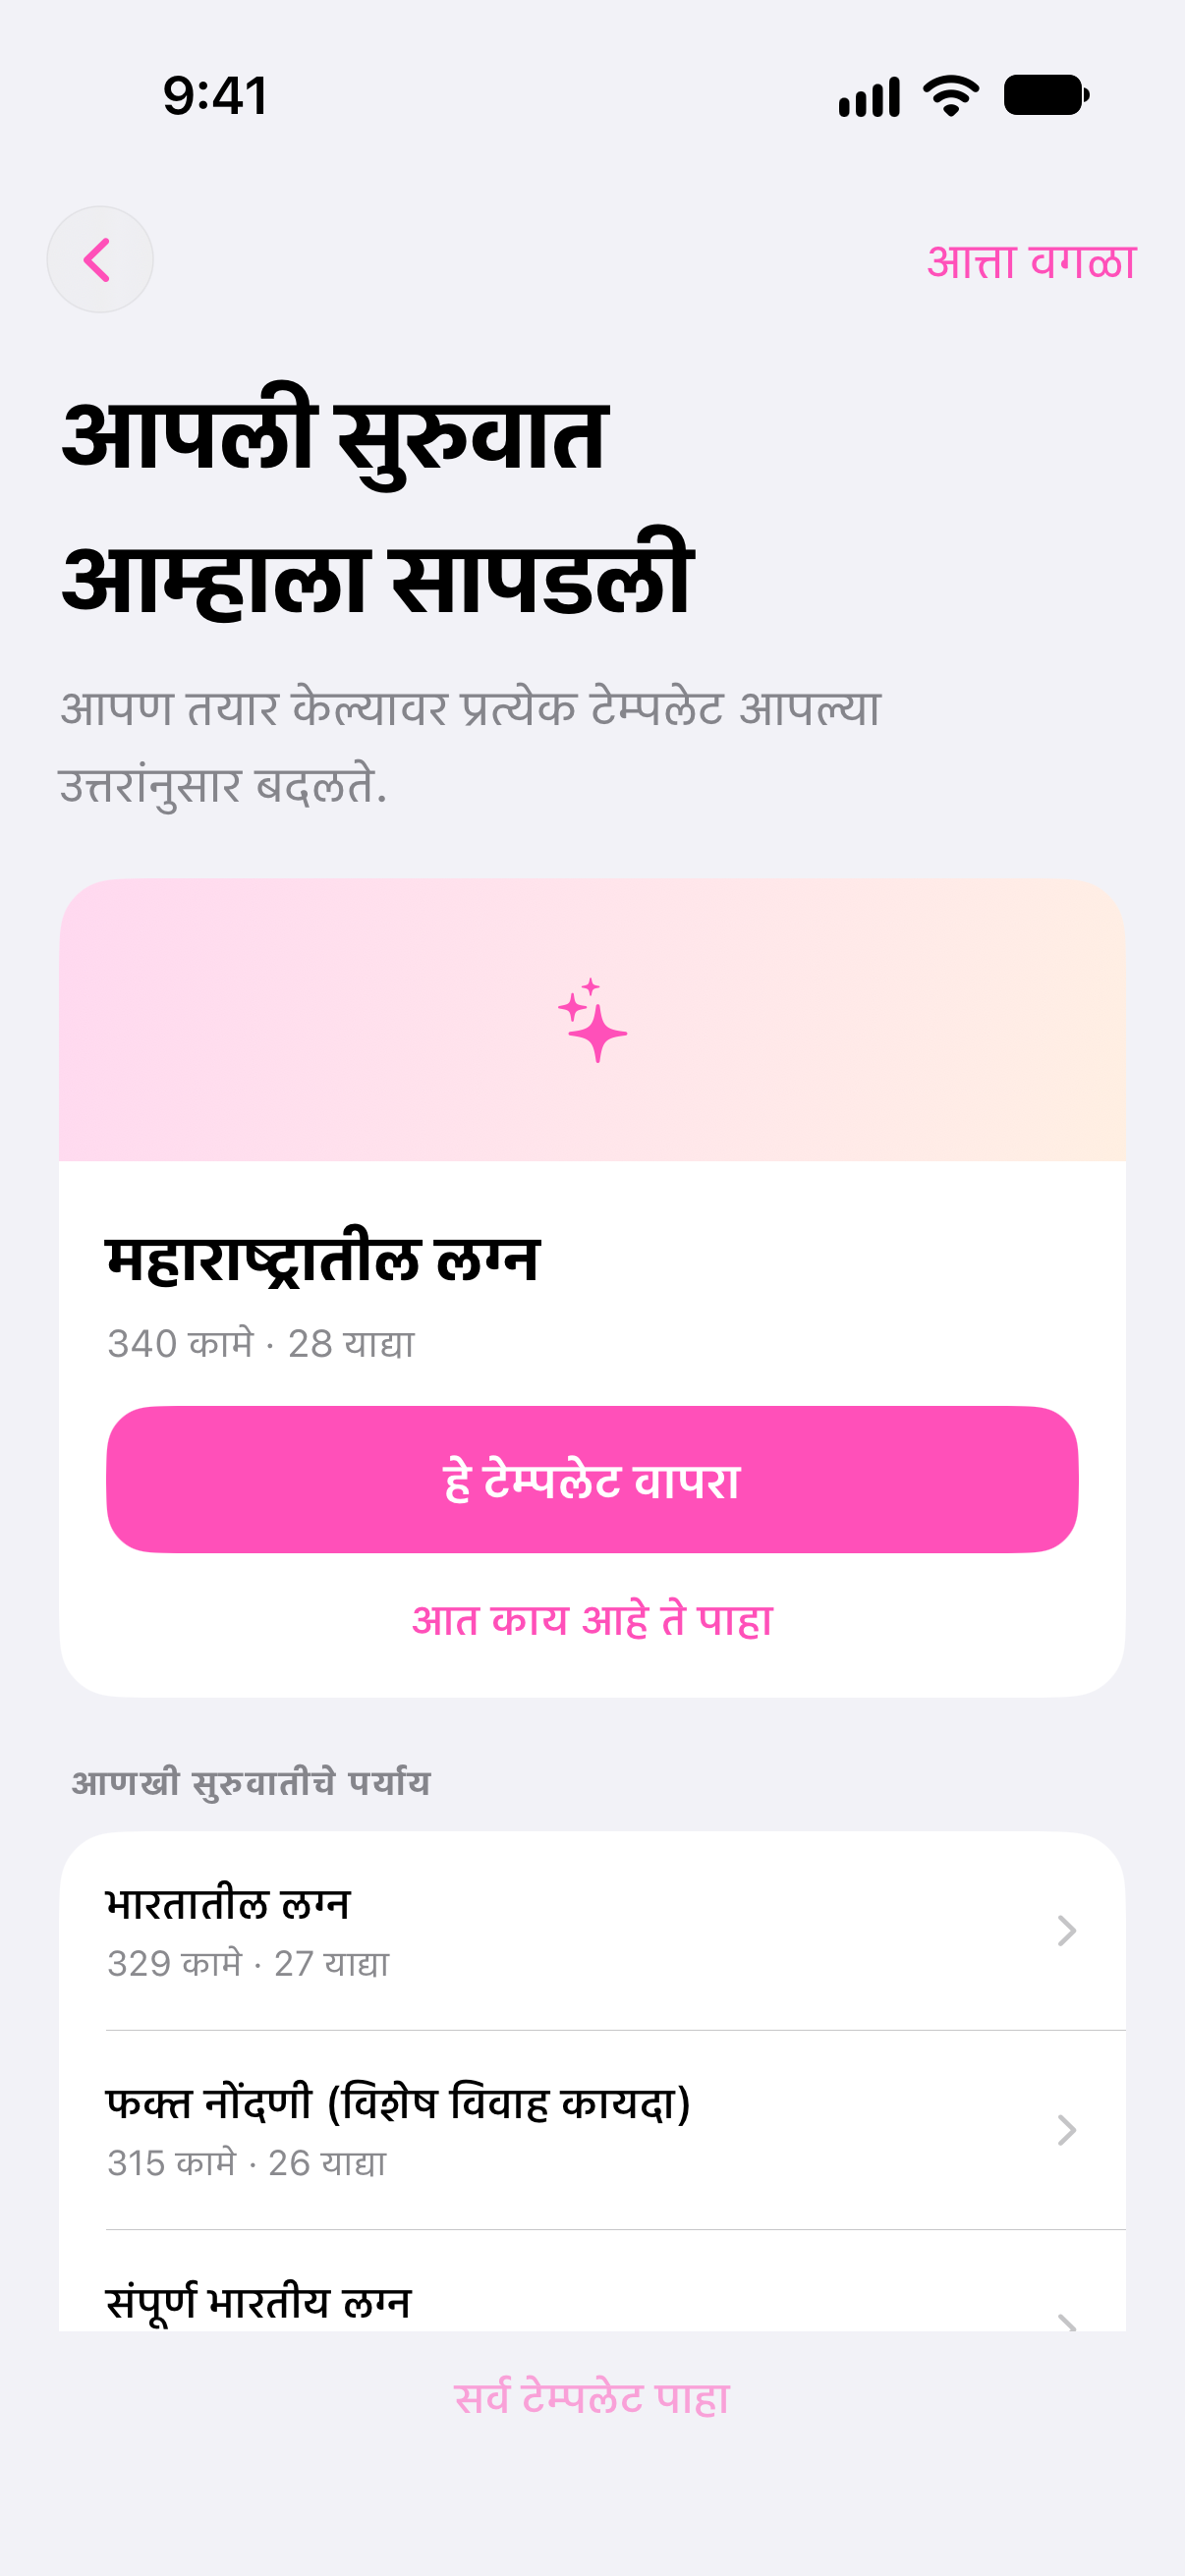 9:41
आत्ता वगळा
आपली सुरुवात
आम्हाला सापडली
आपण तयार केल्यावर प्रत्येक टेम्पलेट आपल्या
उत्तरांनुसार बदलते.
महाराष्ट्रातील लग्न
340 कामे · 28 याद्या
हे टेम्पलेट वापरा
आत काय आहे ते पाहा
आणखी सुरुवातीचे पर्याय
भारतातील लग्न
329 कामे · 27 याद्या
फक्त नोंदणी (विशेष विवाह कायदा)
315 कामे · 26 याद्या
संपूर्ण भारतीय लग्न
सर्व टेम्पलेट पाहा